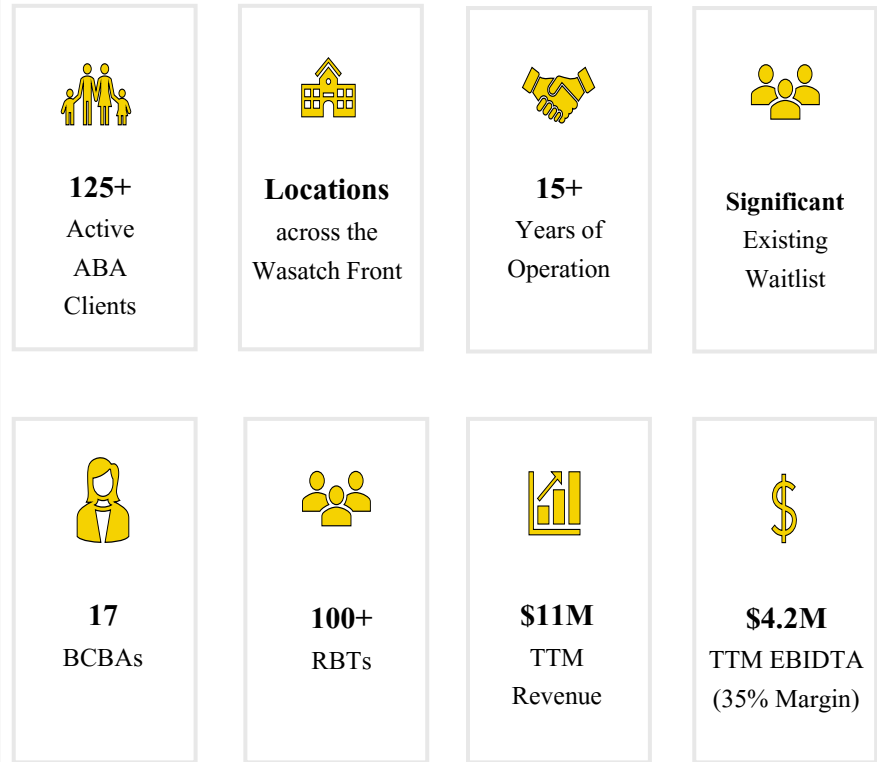 125+
Active
ABA
Clients
Locations
across the
Wasatch Front
15+
Years of
Operation
Significant
Existing
Waitlist
17
BCBAs
100+
RBTs
$11M
TTM
Revenue
$4.2M
TTM EBIDTA
(35% Margin)